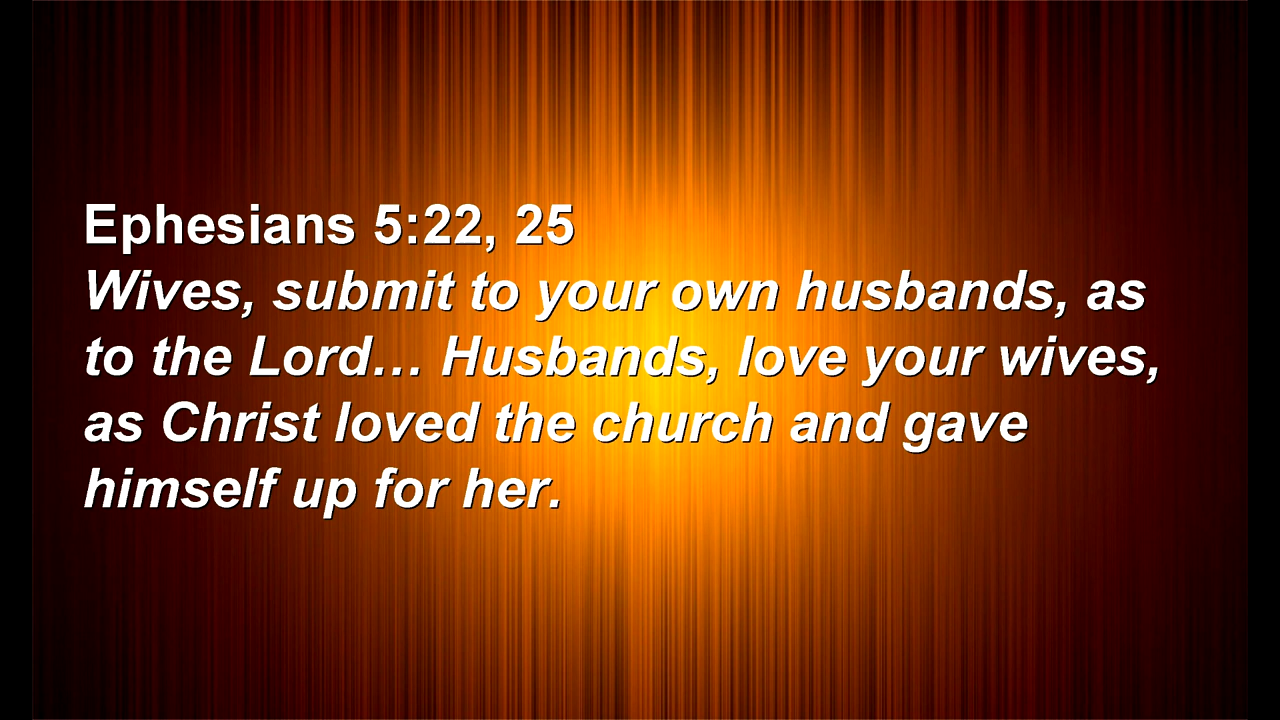 Ephesians 5:22, 25
Wives, submit to your own husbands, as
to the Lord… Husbands, love your wives,
as Christ loved the church and gave
himself up for her.